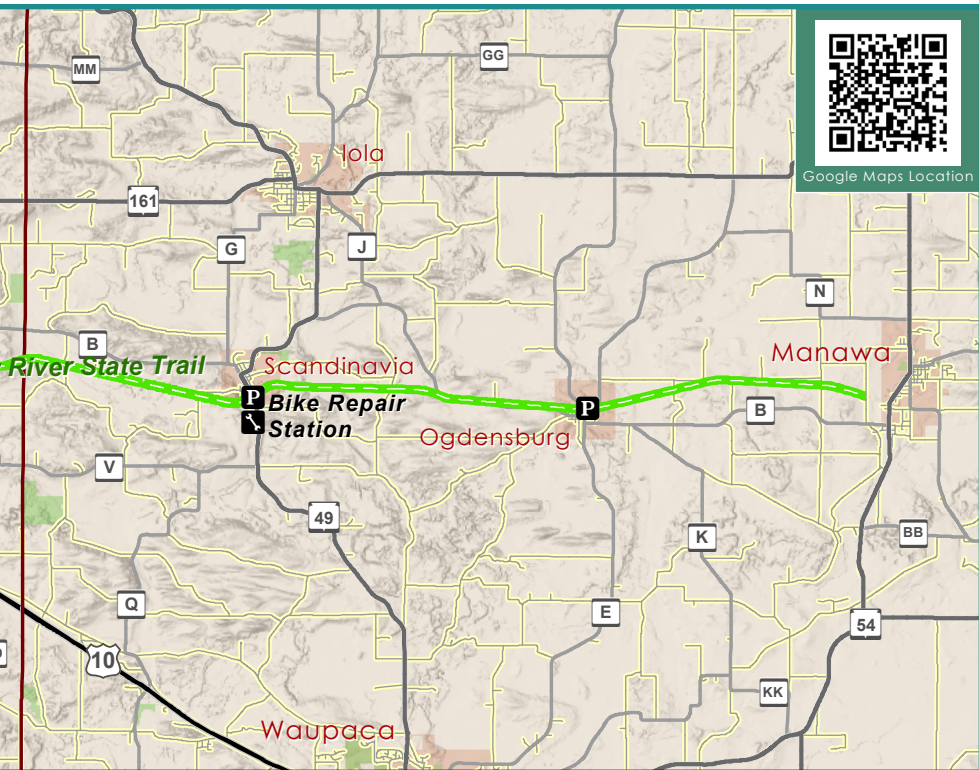 GG
MM
Iola
Google Maps Location
161
G
J
N
B
Manawa
River State Trail
Scandinavia
P
Bike Repair
Station
P
B
Ogdensburg
V
49
K
BB
Q
E
54
10
KK
Waupaca